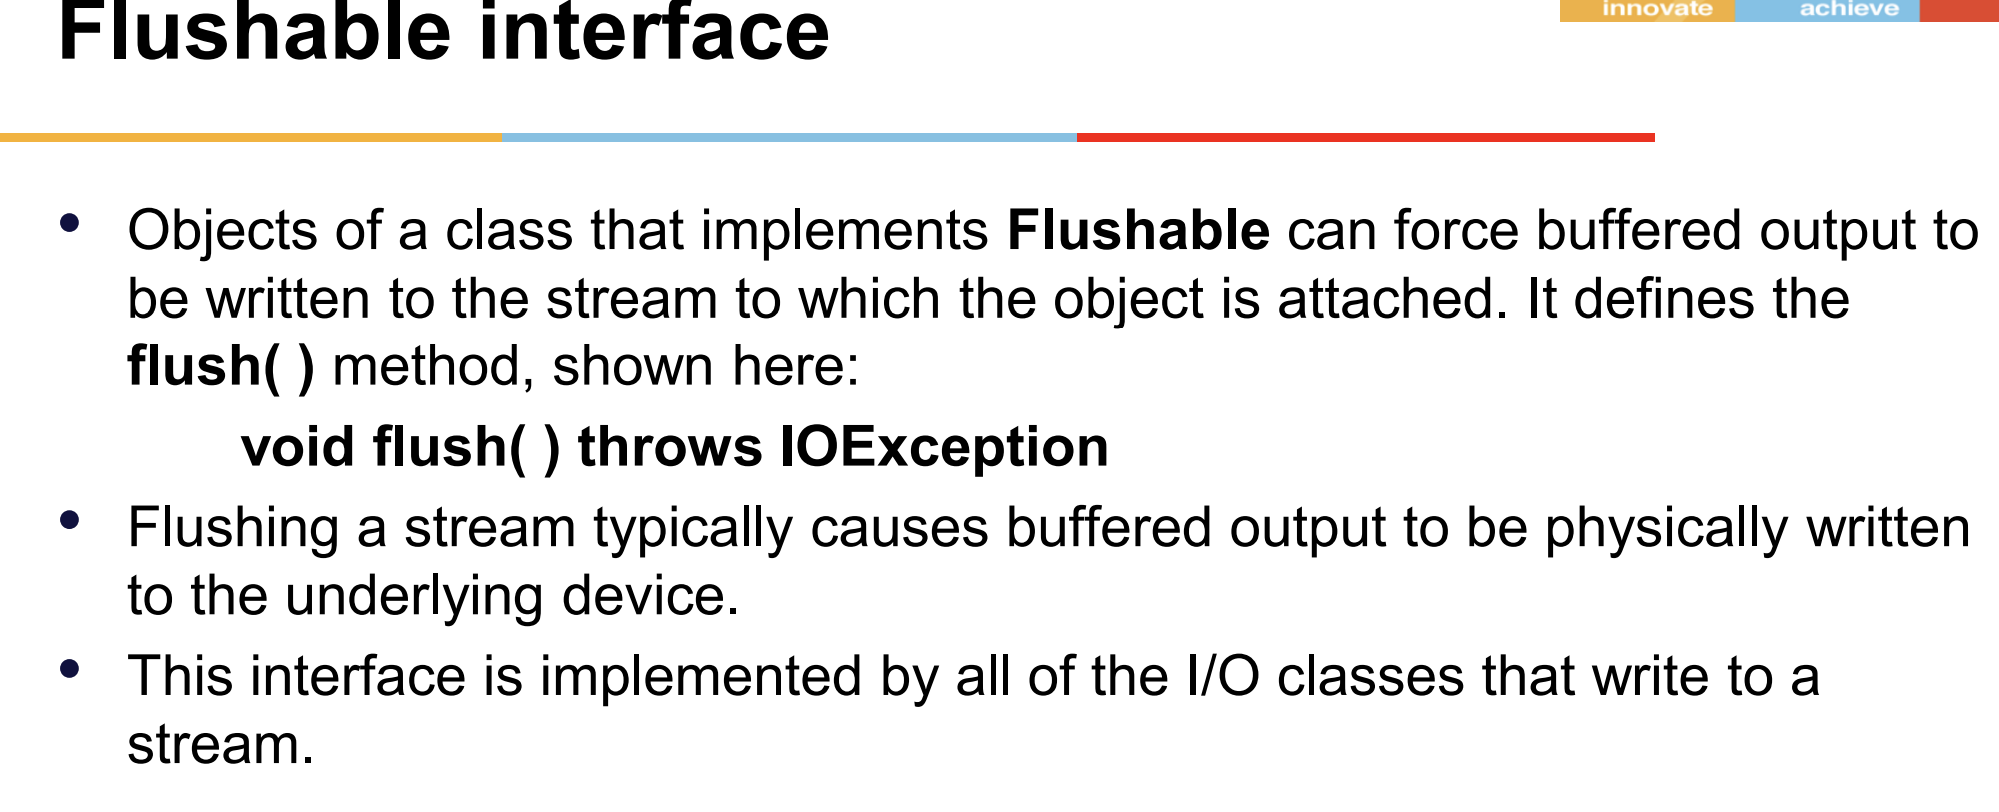 Flushable interface
innovate achieve
• Objects of a class that implements Flushable can force buffered output to
be written to the stream to which the object is attached. It defines the
flush( ) method, shown here:
void flush( ) throws IOException
• Flushing a stream typically causes buffered output to be physically written
to the underlying device.
• This interface is implemented by all of the I/O classes that write to a
stream.